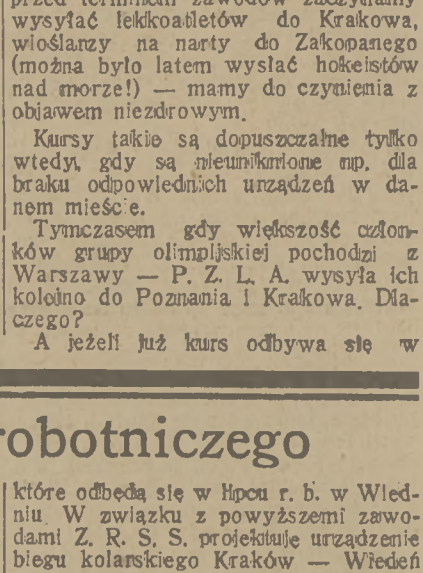 przed terminem zawodów zaczynamy
wysyłać lekkoatletów do Krakowa,
wioślarzy na narty do Zakopanego
(można było latem wysłać hokeistów
nad morze!) — mamy do czynienia z
objawem niezdrowym.
Kursy takie są dopuszczalne tylko
wtedy, gdy są nieuniknione np. dla
braku odpowiednich urządzeń w da-
nem mieście.
Tymczasem gdy większość człon-
ków grupy olimpijskiej pochodzi z
Warszawy — P. Z. L. A. wysyła ich
kolejno do Poznania i Krakowa. Dla-
czego?
A jeżeli już kurs odbywa się w
robotniczego
które odbędą się w lipcu r. b. w Wied-
niu. W związku z powyższemi zawo-
dami Z. R. S. S. projektuje urządzenie
biegu kolarskiego Kraków — Wiedeń